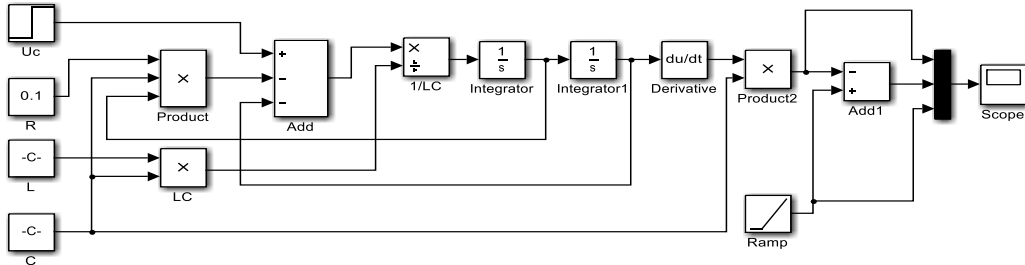 Uc
0.1
R
-C-
L
-C-
C
×
Product
×
LC
+
−
−
Add
×
÷
1/LC
1
s
Integrator
1
s
Integrator1
du/dt
Derivative
×
Product2
Ramp
−
+
Add1
Scope